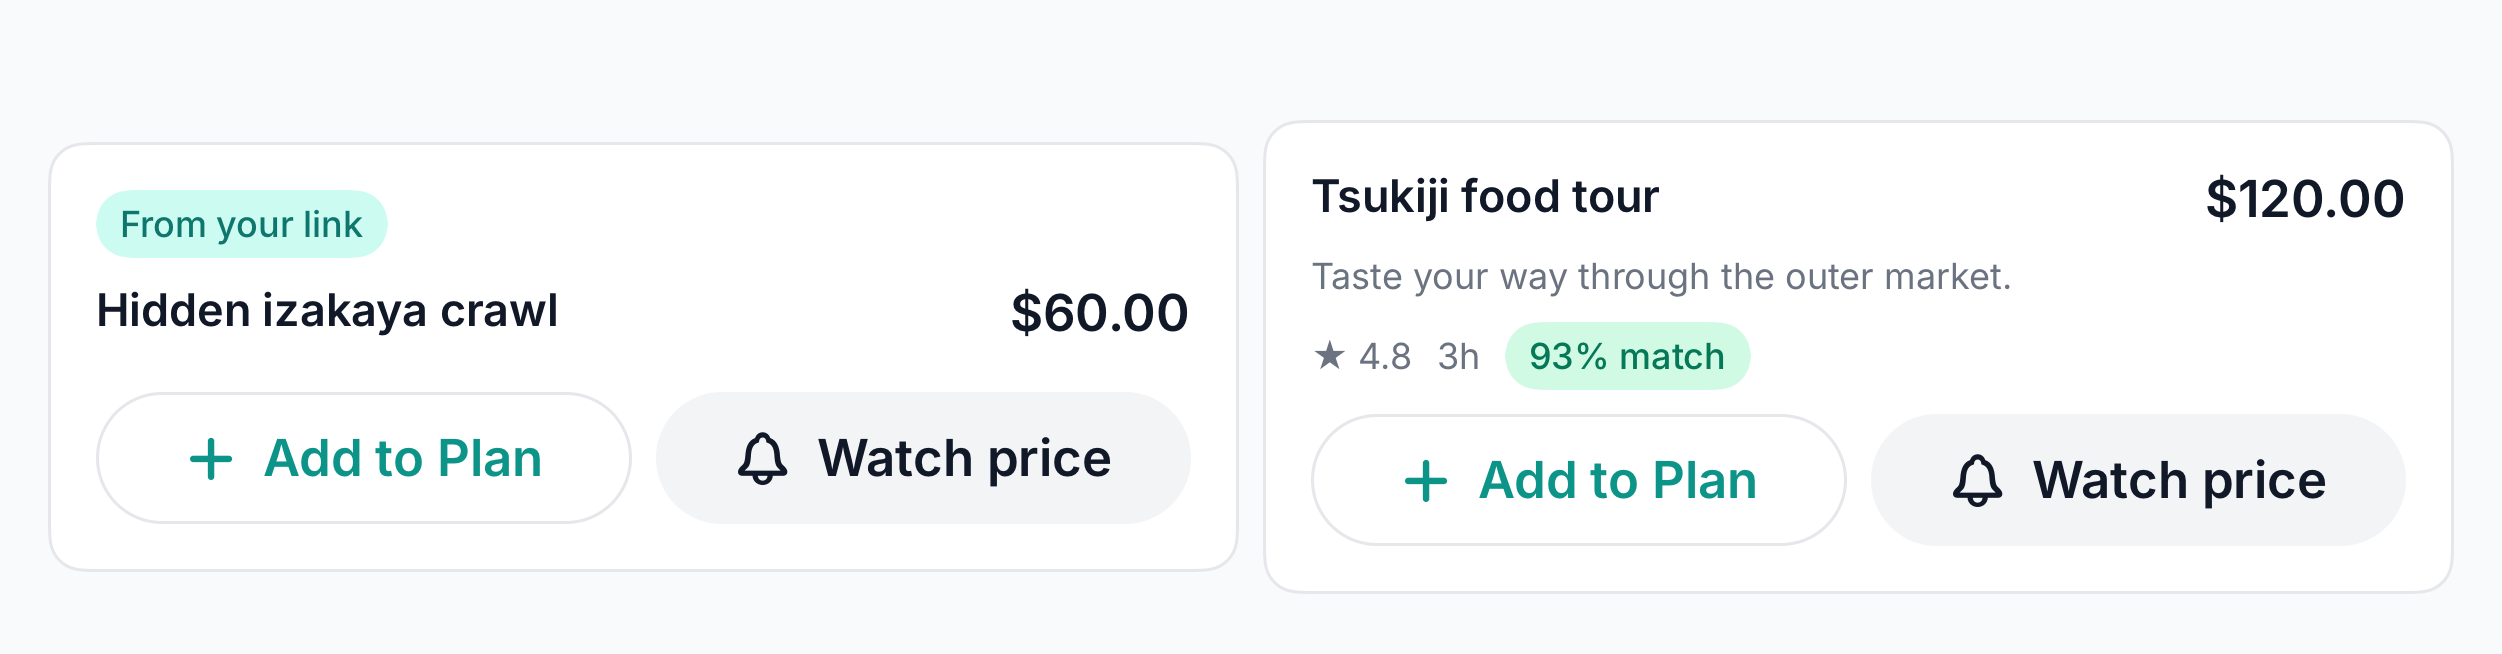 From your link
Hidden izakaya crawl
$60.00
Add to Plan
Watch price
Tsukiji food tour
$120.00
Taste your way through the outer market.
★ 4.8 3h 93% match
Add to Plan
Watch price